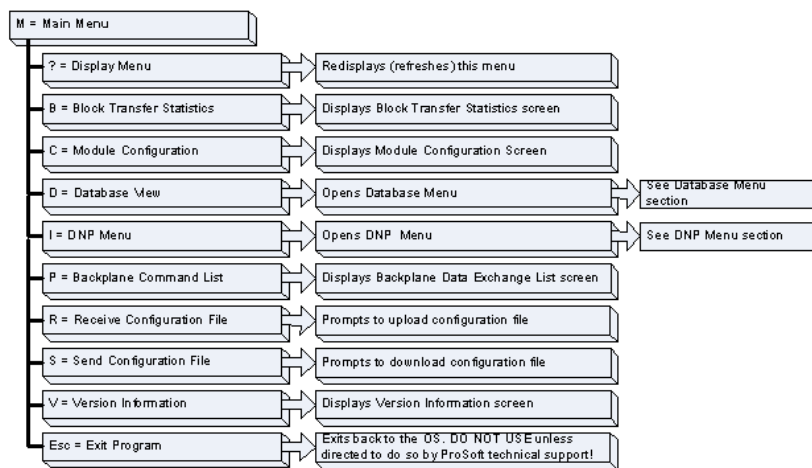 M = Main Menu
? = Display Menu
Redisplays (refreshes) this menu
B = Block Transfer Statistics
Displays Block Transfer Statistics screen
C = Module Configuration
Displays Module Configuration Screen
D = Database View
Opens Database Menu
See Database Menu
section
I = DNP Menu
Opens DNP Menu
See DNP Menu section
P = Backplane Command List
Displays Backplane Data Exchange List screen
R = Receive Configuration File
Prompts to upload configuration file
S = Send Configuration File
Prompts to download configuration file
V = Version Information
Displays Version Information screen
Esc = Exit Program
Exits back to the OS. DO NOT USE unless
directed to do so by ProSoft technical support!